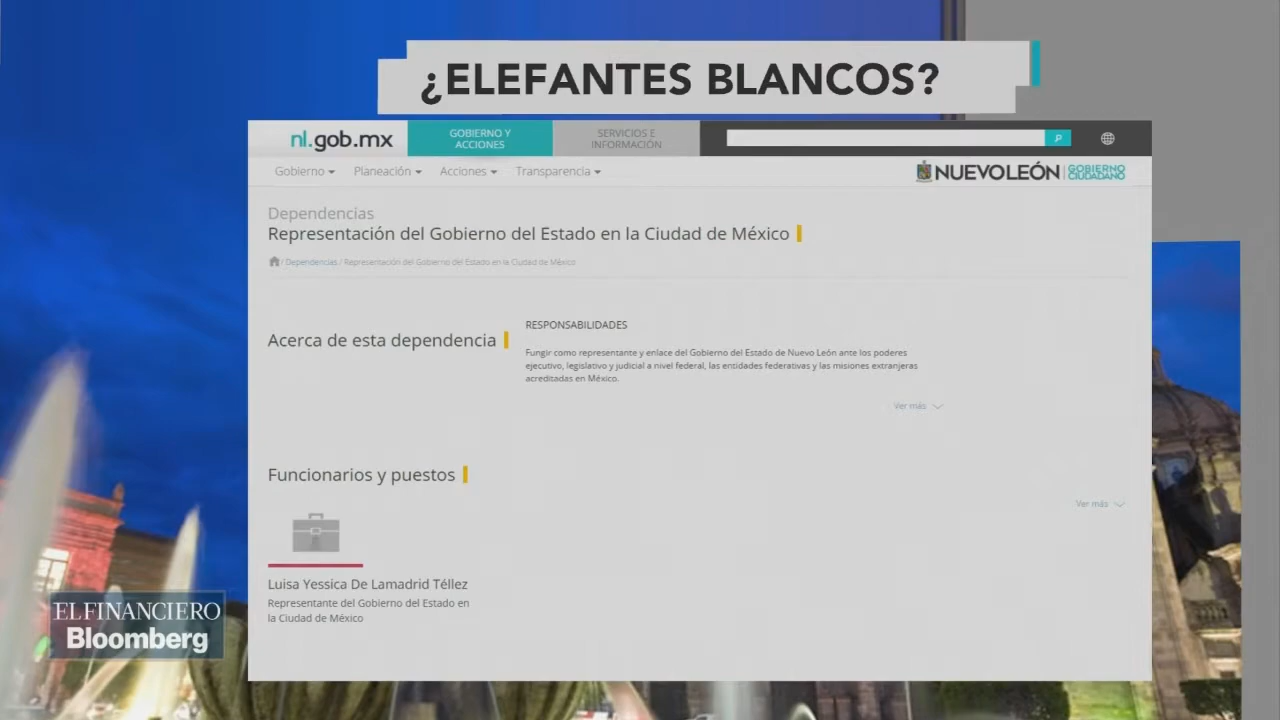 ¿ELEFANTES BLANCOS?
nl.gob.mx
GOBIERNO Y
ACCIONES
SERVICIOS E
INFORMACIÓN
Gobierno
Planeación
Acciones
Transparencia
NUEVO LEÓN | GOBIERNO
CIUDADANO
Dependencias
Representación del Gobierno del Estado en la Ciudad de México
/ Dependencias / Representación del Gobierno del Estado en la Ciudad de México
Acerca de esta dependencia
RESPONSABILIDADES
Fungir como representante y enlace del Gobierno del Estado de Nuevo León ante los poderes
ejecutivo, legislativo y judicial a nivel federal, las entidades federativas y las misiones extranjeras
acreditadas en México.
Ver más
Funcionarios y puestos
Ver más
Luisa Yessica De Lamadrid Téllez
Representante del Gobierno del Estado en
la Ciudad de México
EL FINANCIERO
Bloomberg